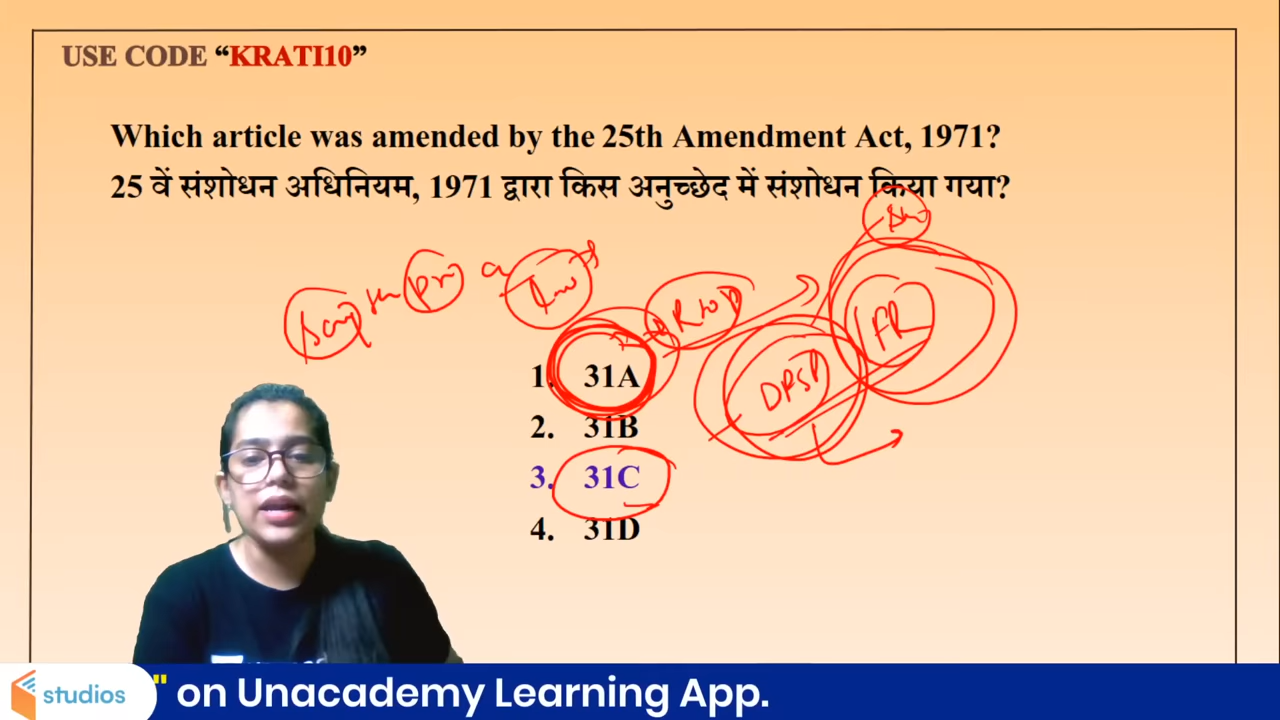 USE CODE “KRATI10”
Which article was amended by the 25th Amendment Act, 1971?
25 वें संशोधन अधिनियम, 1971 द्वारा किस अनुच्छेद में संशोधन किया गया?
FR
DPSP
1. 31A
2. 31B
3. 31C
4. 31D
studios
" on Unacademy Learning App.